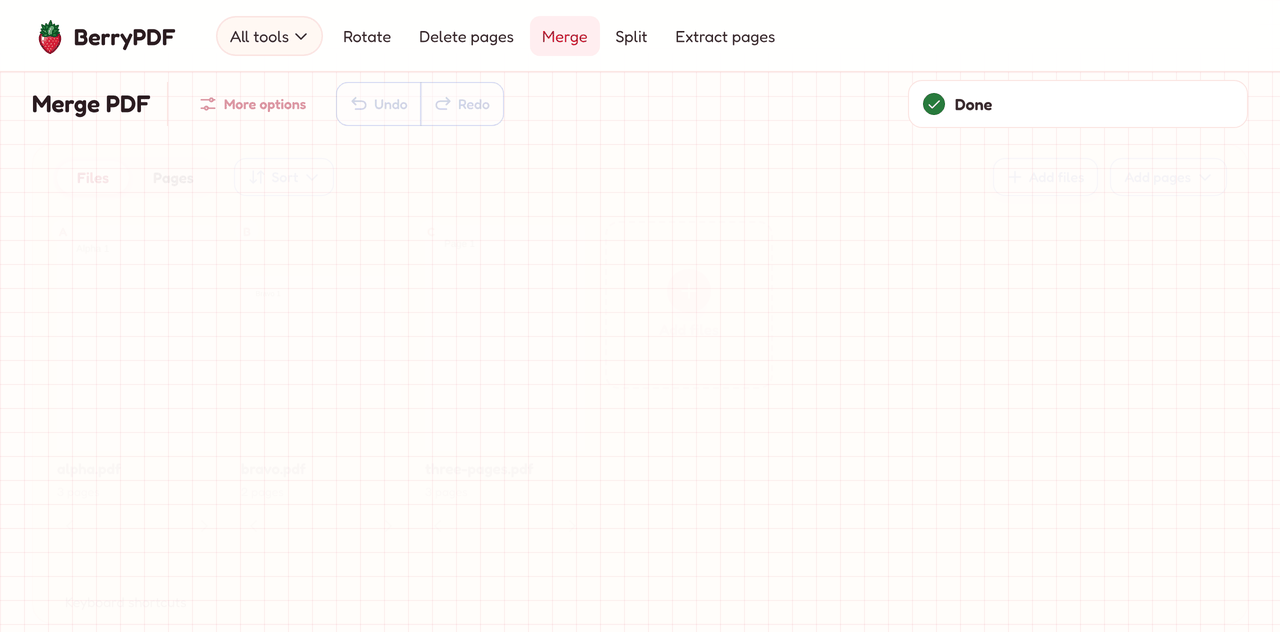 BerryPDF
All tools
Rotate
Delete pages
Merge
Split
Extract pages
Merge PDF
More options
Undo
Redo
Done
Files
Pages
Sort
Add files
Add pages
alpha.pdf
bravo.pdf
three-pages.pdf
Keyboard shortcuts